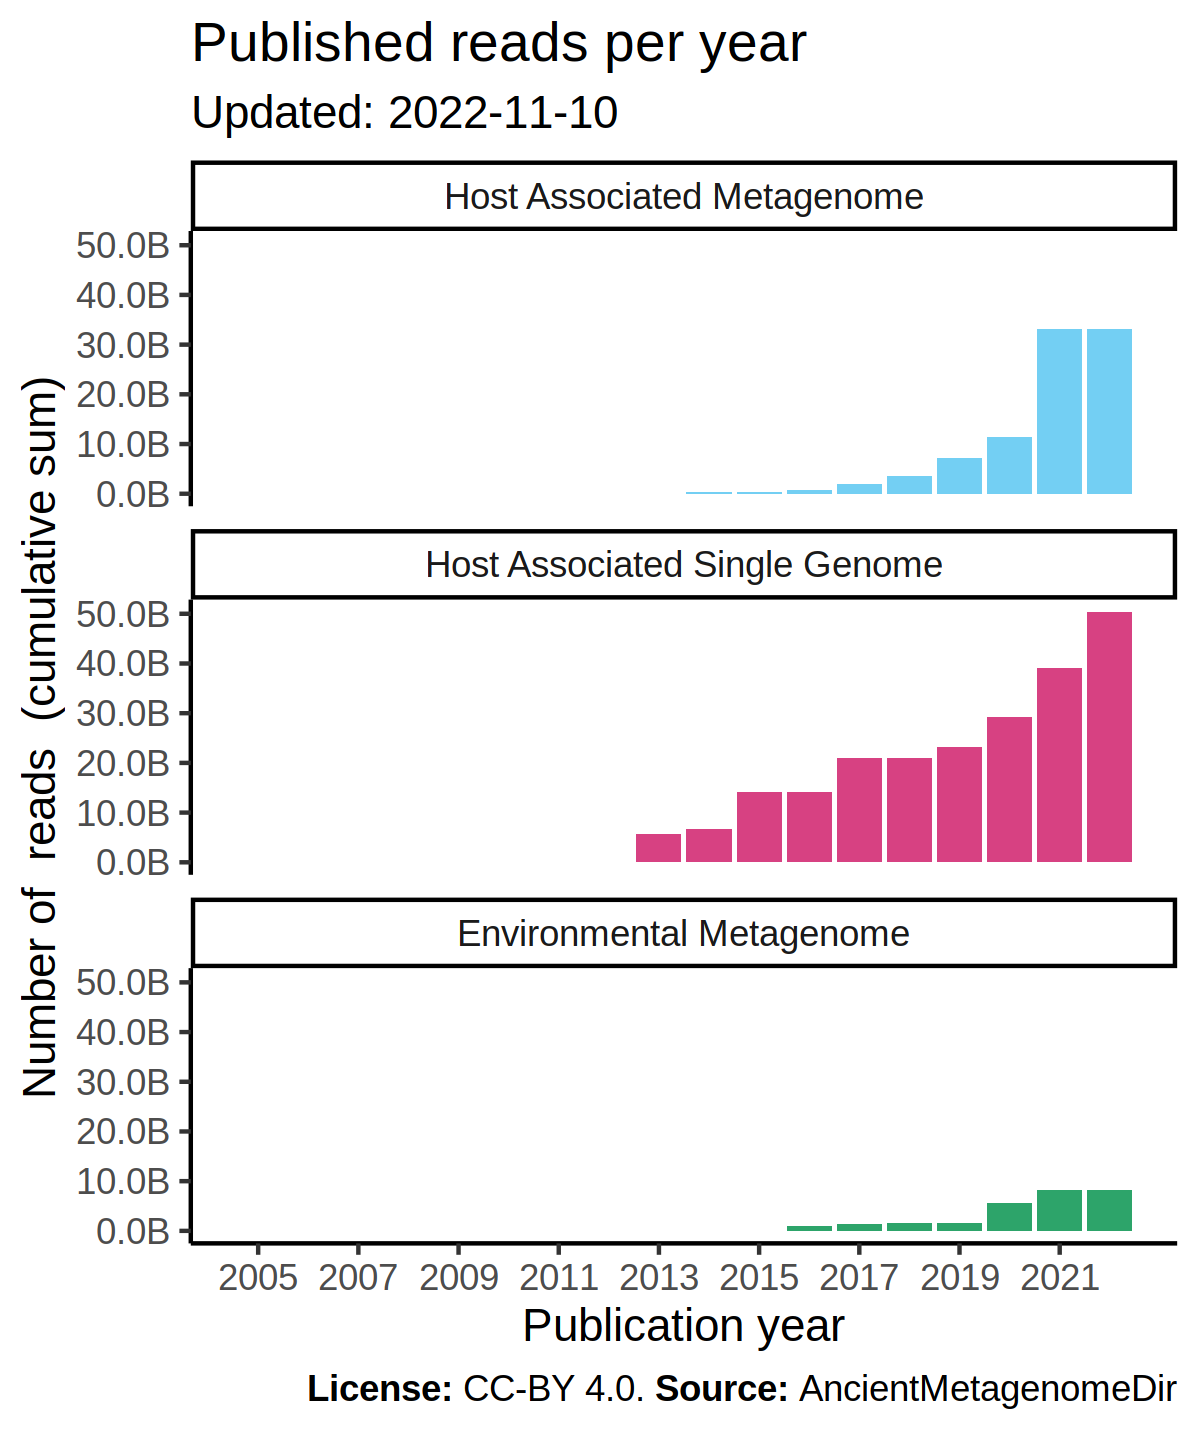 Published reads per year
Updated: 2022-11-10
Host Associated Metagenome
50.0B
40.0B
30.0B
20.0B
10.0B
0.0B
Host Associated Single Genome
50.0B
40.0B
30.0B
20.0B
10.0B
0.0B
Environmental Metagenome
50.0B
40.0B
30.0B
20.0B
10.0B
0.0B
Number of reads (cumulative sum)
2005 2007 2009 2011 2013 2015 2017 2019 2021
Publication year
License: CC-BY 4.0. Source: AncientMetagenomeDir